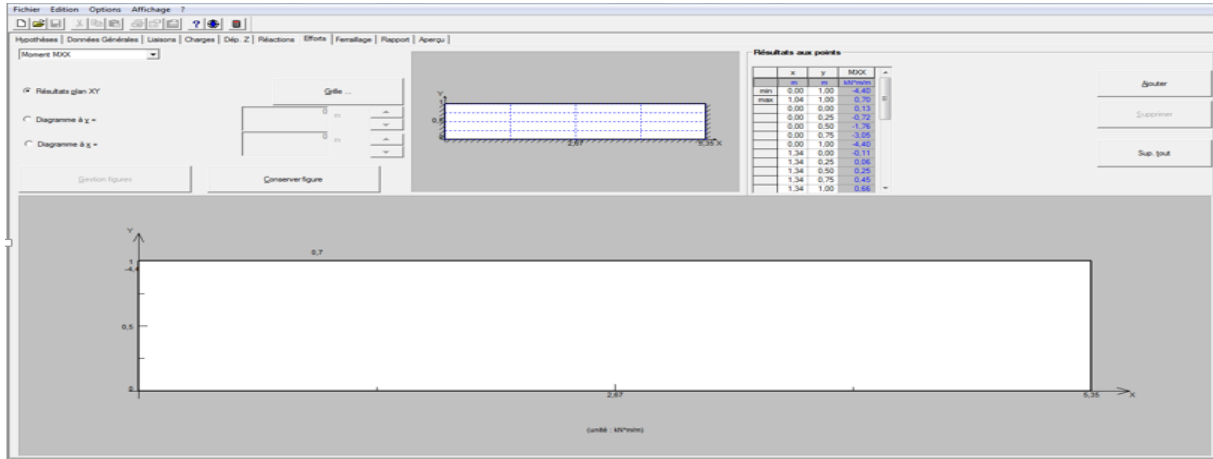 Fichier Edition Options Affichage ?
Hypothèses Données Générales Liaisons Charges Dép. Z Réactions Efforts Ferraillage Rapport Aperçu
Moment MXX
Résultats plan XY
Grille ...
Diagramme à y =
0 m
Diagramme à x =
0 m
Gestion figures
Conserver figure
Y
1
0,5
0
2,67
5,35 X
Résultats aux points
x y MXX
m m kN*m/m
min 0,00 1,00 -4,40
max 1,04 1,00 0,70
0,00 0,00 0,13
0,00 0,25 -0,72
0,00 0,50 -1,76
0,00 0,75 -3,05
0,00 1,00 -4,40
1,34 0,00 -0,11
1,34 0,25 0,06
1,34 0,50 0,25
1,34 0,75 0,45
1,34 1,00 0,66
Ajouter
Supprimer
Sup. tout
Y
0,7
1
-4,4
0,5
0
2,67
5,35
X
(unité : kN*m/m)